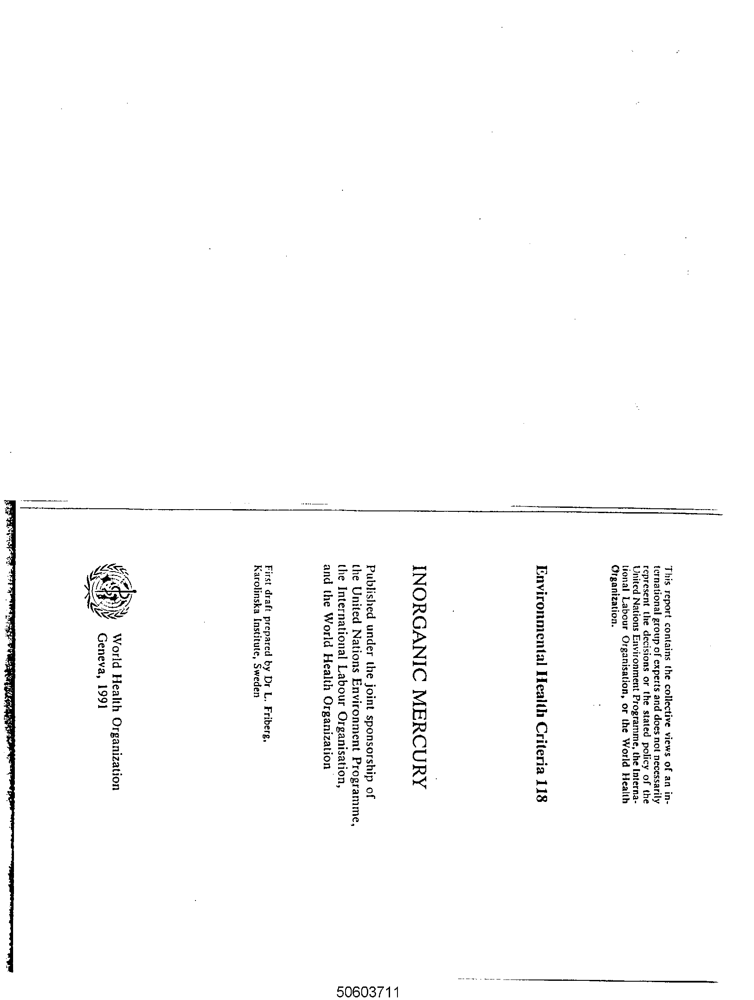 This report contains the collective views of an in-
ternational group of experts and does not necessarily
represent the decisions or the stated policy of the
United Nations Environment Programme, the Interna-
tional Labour Organisation, or the World Health
Organization.
Environmental Health Criteria 118
INORGANIC MERCURY
Published under the joint sponsorship of
the United Nations Environment Programme,
the International Labour Organisation,
and the World Health Organization
First draft prepared by Dr L. Friberg,
Karolinska Institute, Sweden
World Health Organization
Geneva, 1991
50603711